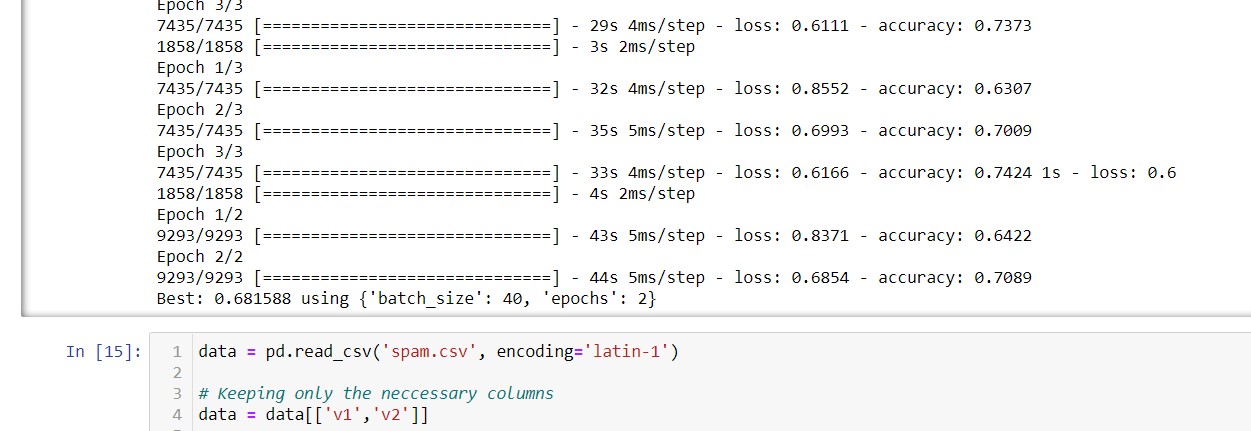 Epoch 3/3
7435/7435 [==============================] - 29s 4ms/step - loss: 0.6111 - accuracy: 0.7373
1858/1858 [==============================] - 3s 2ms/step
Epoch 1/3
7435/7435 [==============================] - 32s 4ms/step - loss: 0.8552 - accuracy: 0.6307
Epoch 2/3
7435/7435 [==============================] - 35s 5ms/step - loss: 0.6993 - accuracy: 0.7009
Epoch 3/3
7435/7435 [==============================] - 33s 4ms/step - loss: 0.6166 - accuracy: 0.7424 1s - loss: 0.6
1858/1858 [==============================] - 4s 2ms/step
Epoch 1/2
9293/9293 [==============================] - 43s 5ms/step - loss: 0.8371 - accuracy: 0.6422
Epoch 2/2
9293/9293 [==============================] - 44s 5ms/step - loss: 0.6854 - accuracy: 0.7089
Best: 0.681588 using {'batch_size': 40, 'epochs': 2}
In [15]: 1 data = pd.read_csv('spam.csv', encoding='latin-1')
2
3 # Keeping only the neccessary columns
4 data = data[['v1','v2']]